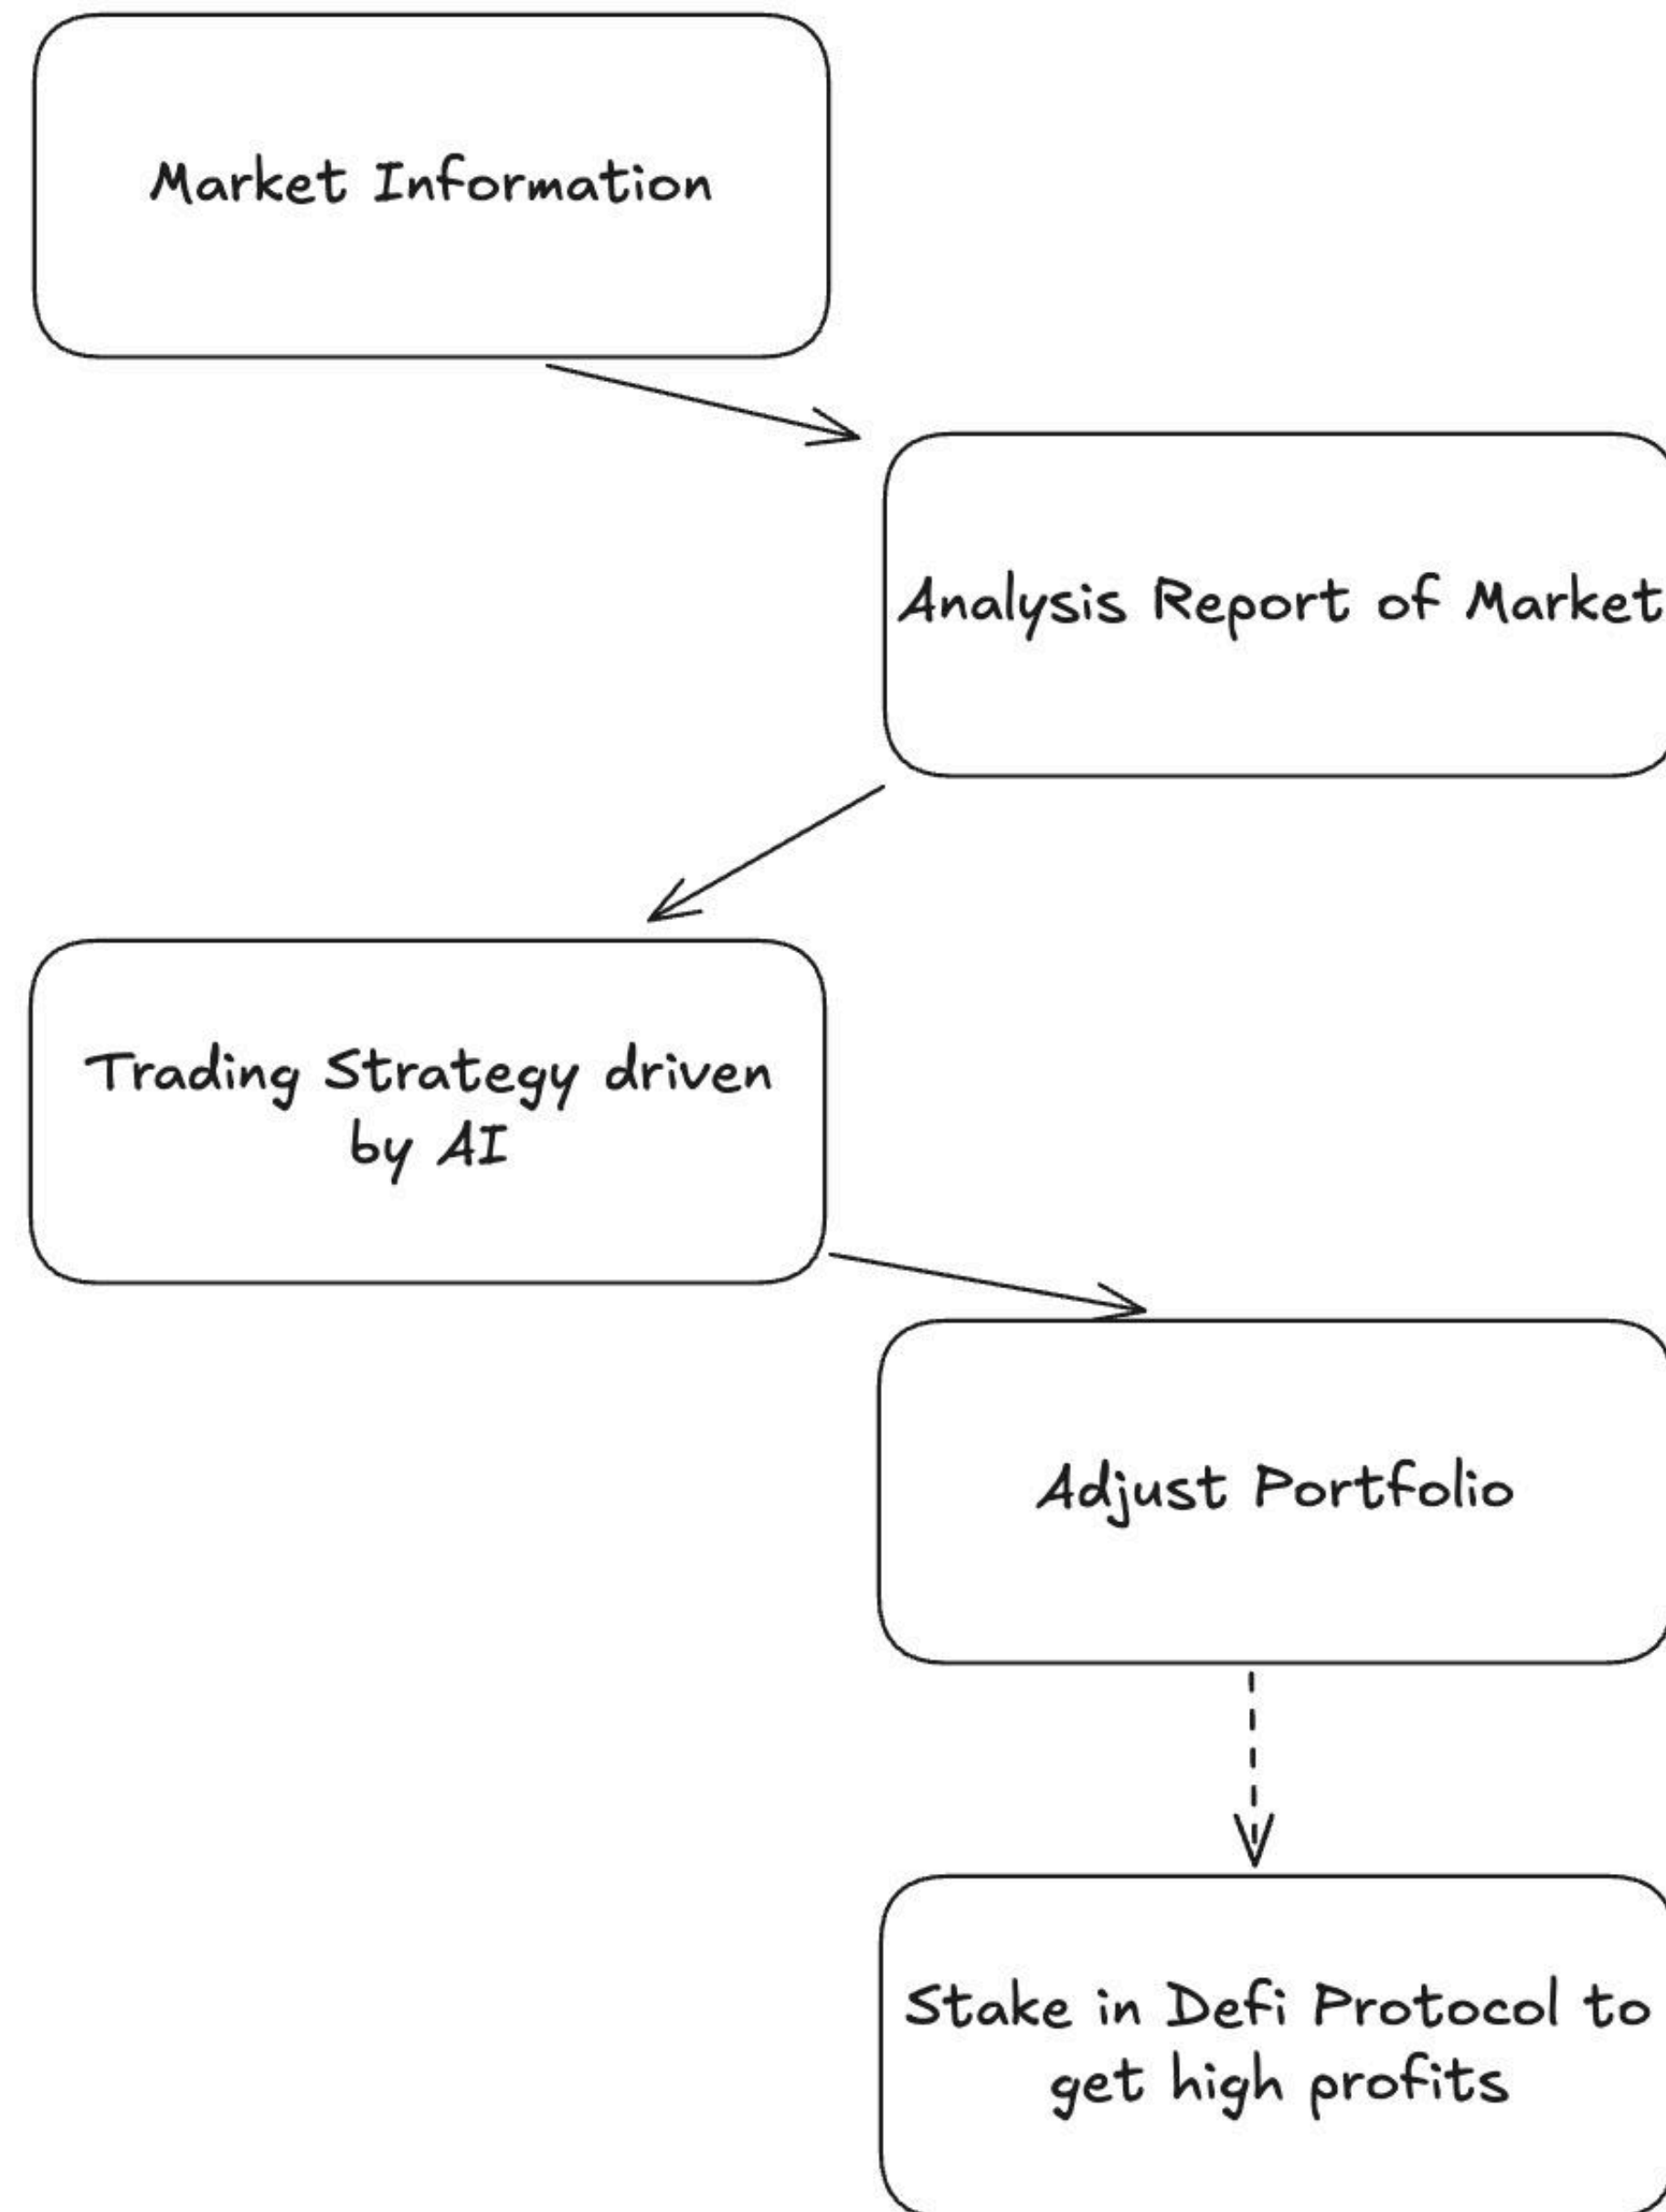 Market Information
Analysis Report of Market
Trading Strategy driven
by AI
Adjust Portfolio
Stake in Defi Protocol to
get high profits